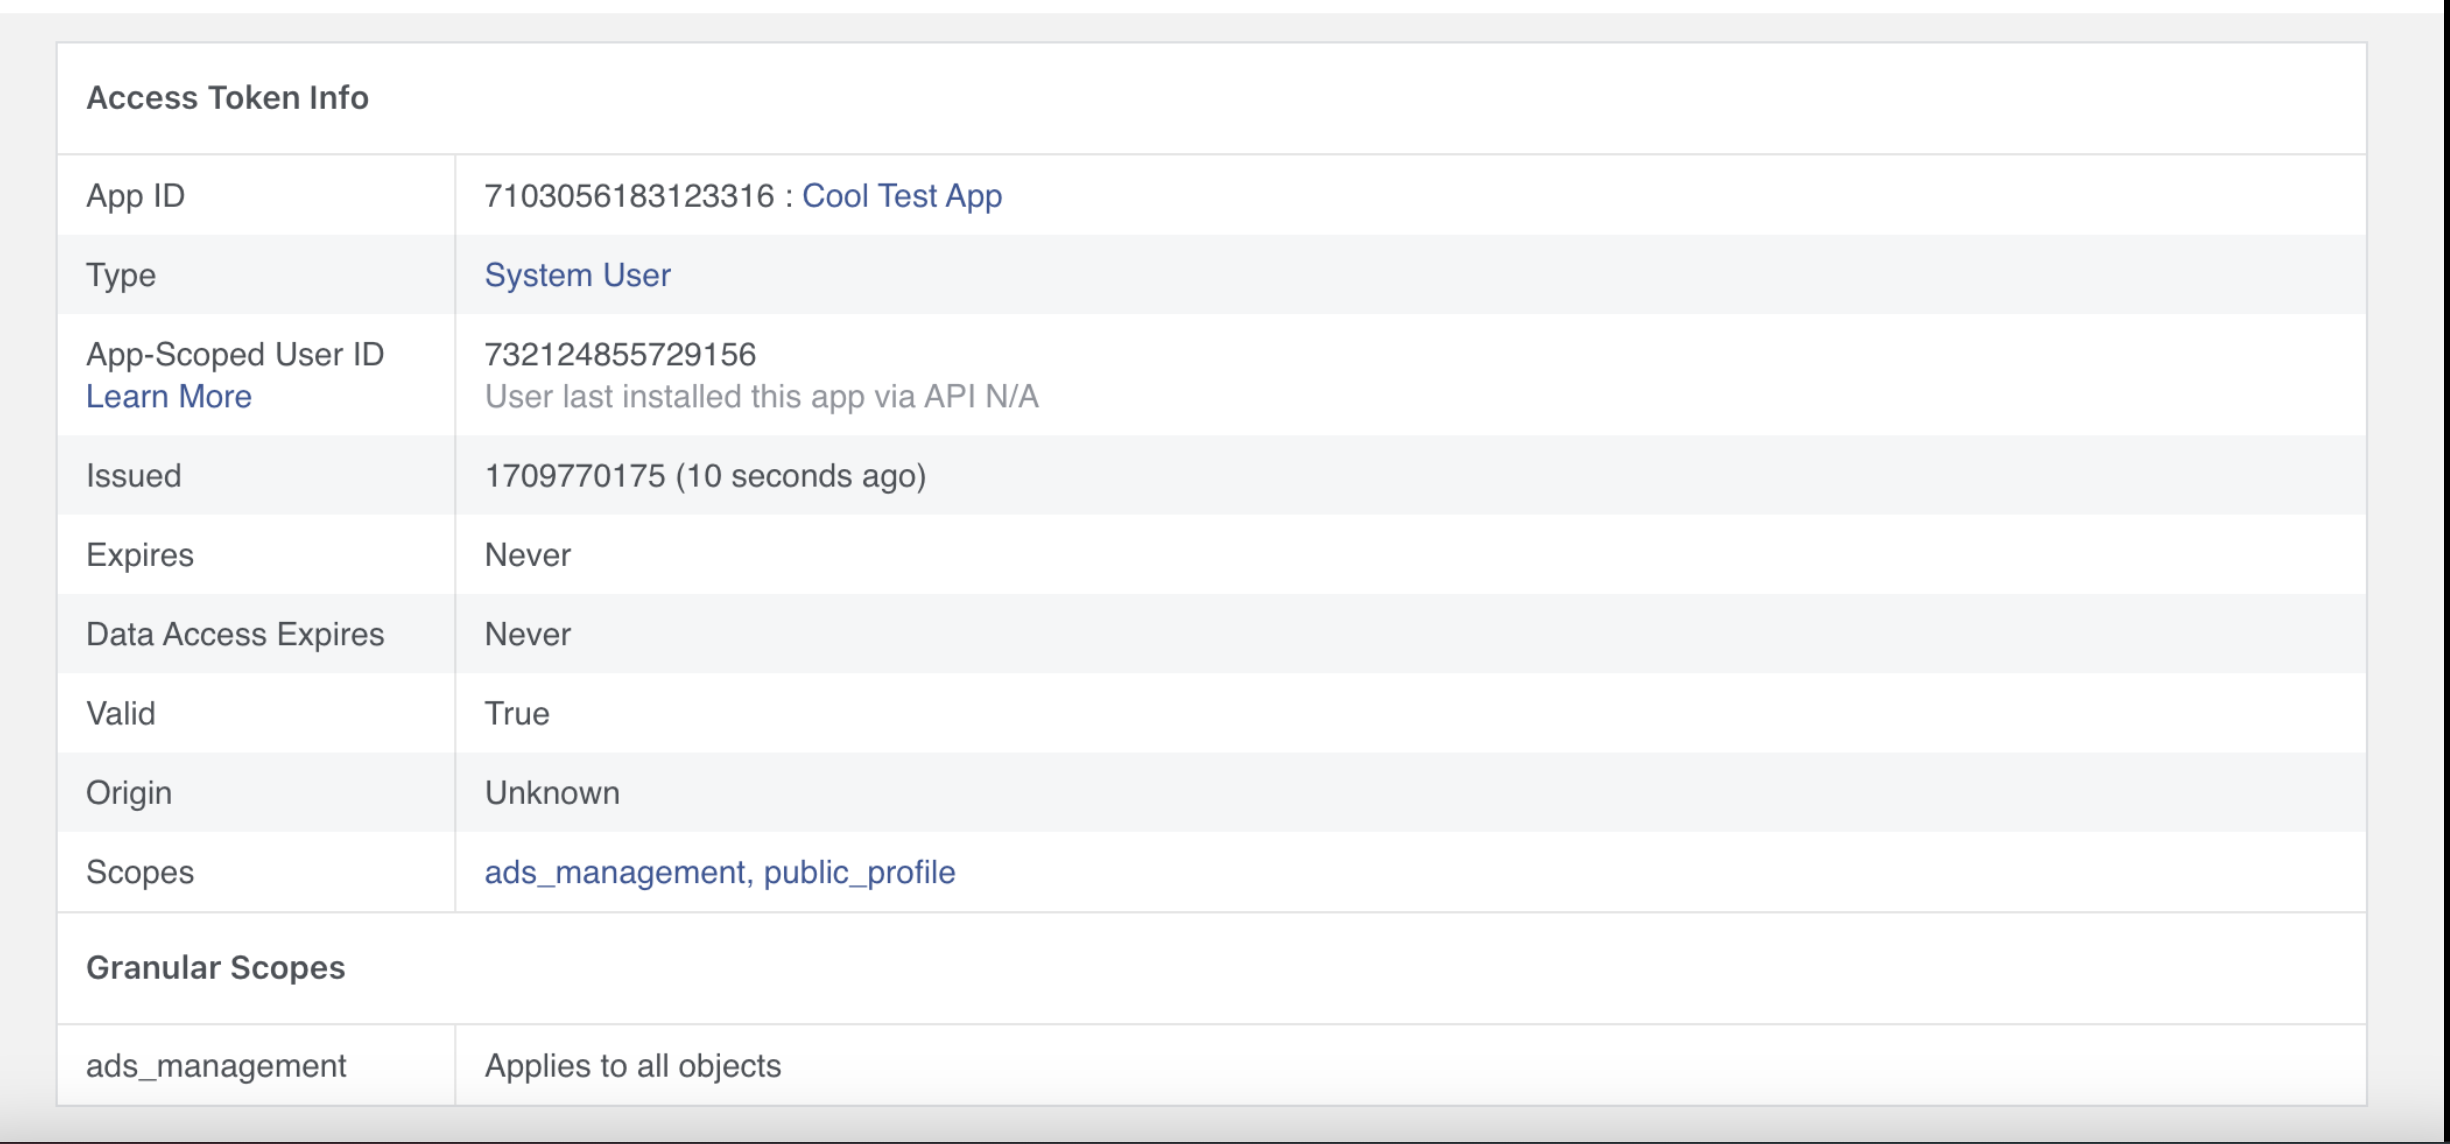 Access Token Info
App ID 7103056183123316 : Cool Test App
Type System User
App-Scoped User ID 732124855729156
Learn More User last installed this app via API N/A
Issued 1709770175 (10 seconds ago)
Expires Never
Data Access Expires Never
Valid True
Origin Unknown
Scopes ads_management, public_profile
Granular Scopes
ads_management Applies to all objects